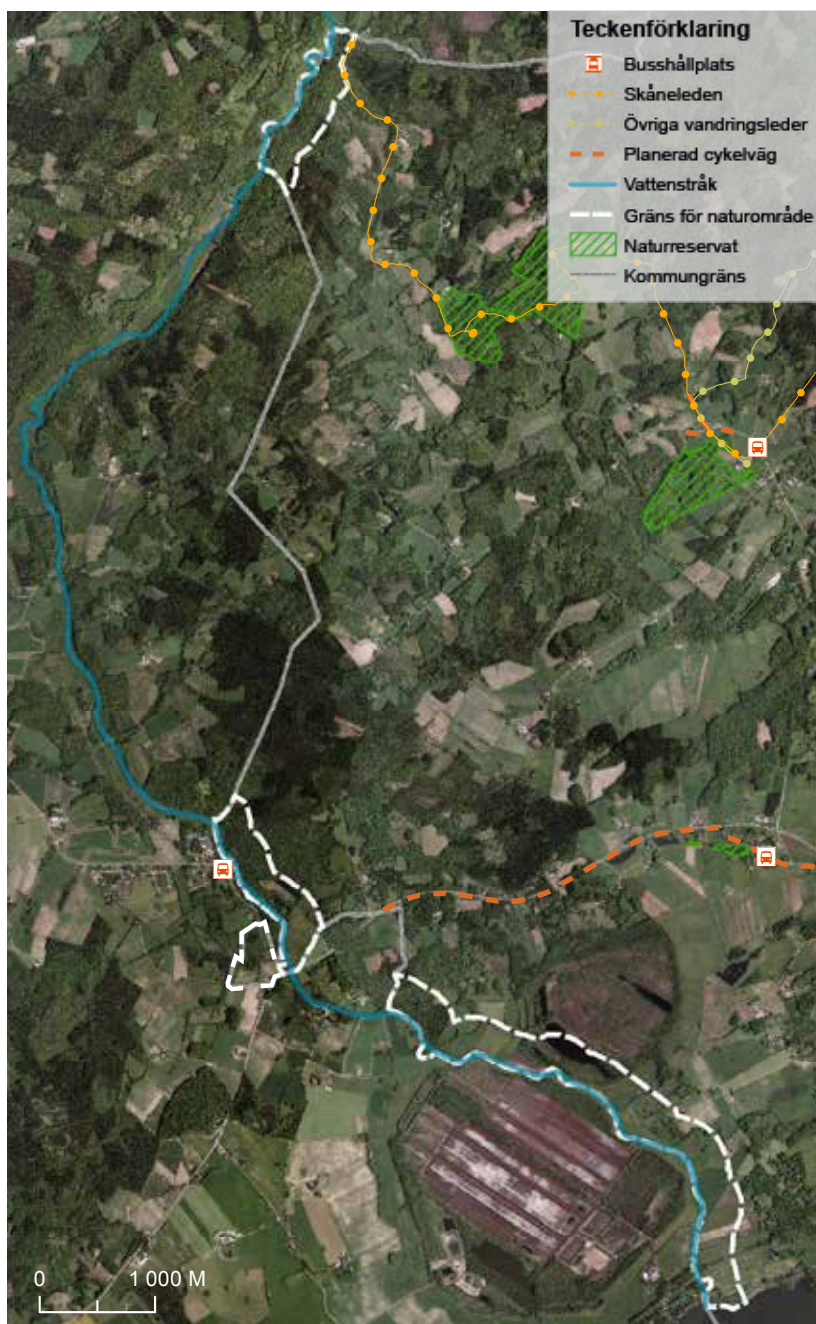 Teckenförklaring
Busshållplats
Skåneleden
Övriga vandringsleder
Planerad cykelväg
Vattenstråk
Gräns för naturområde
Naturreservat
Kommungräns
0 1 000 M